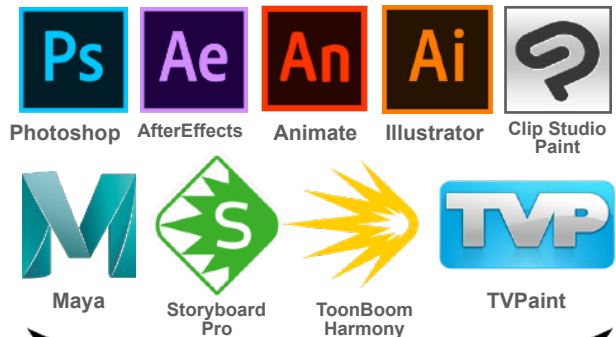 Ps Ae An Ai
Photoshop AfterEffects Animate Illustrator Clip Studio
Paint
S TVP
Maya Storyboard ToonBoom TVPaint
Pro Harmony